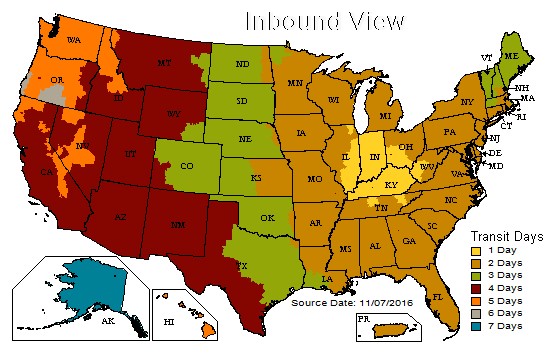 Inbound View
WA
OR
MT
ID
WY
NV
CA
UT
AZ
CO
NM
ND
SD
NE
KS
OK
TX
MN
IA
MO
AR
LA
WI
IL
MI
IN
OH
KY
TN
MS
AL
GA
FL
SC
NC
VA
WV
PA
NY
VT
ME
NH
MA
RI
CT
NJ
DE
MD
AK
HI
PR
Source Date: 11/07/2016
Transit Days
1 Day
2 Days
3 Days
4 Days
5 Days
6 Days
7 Days